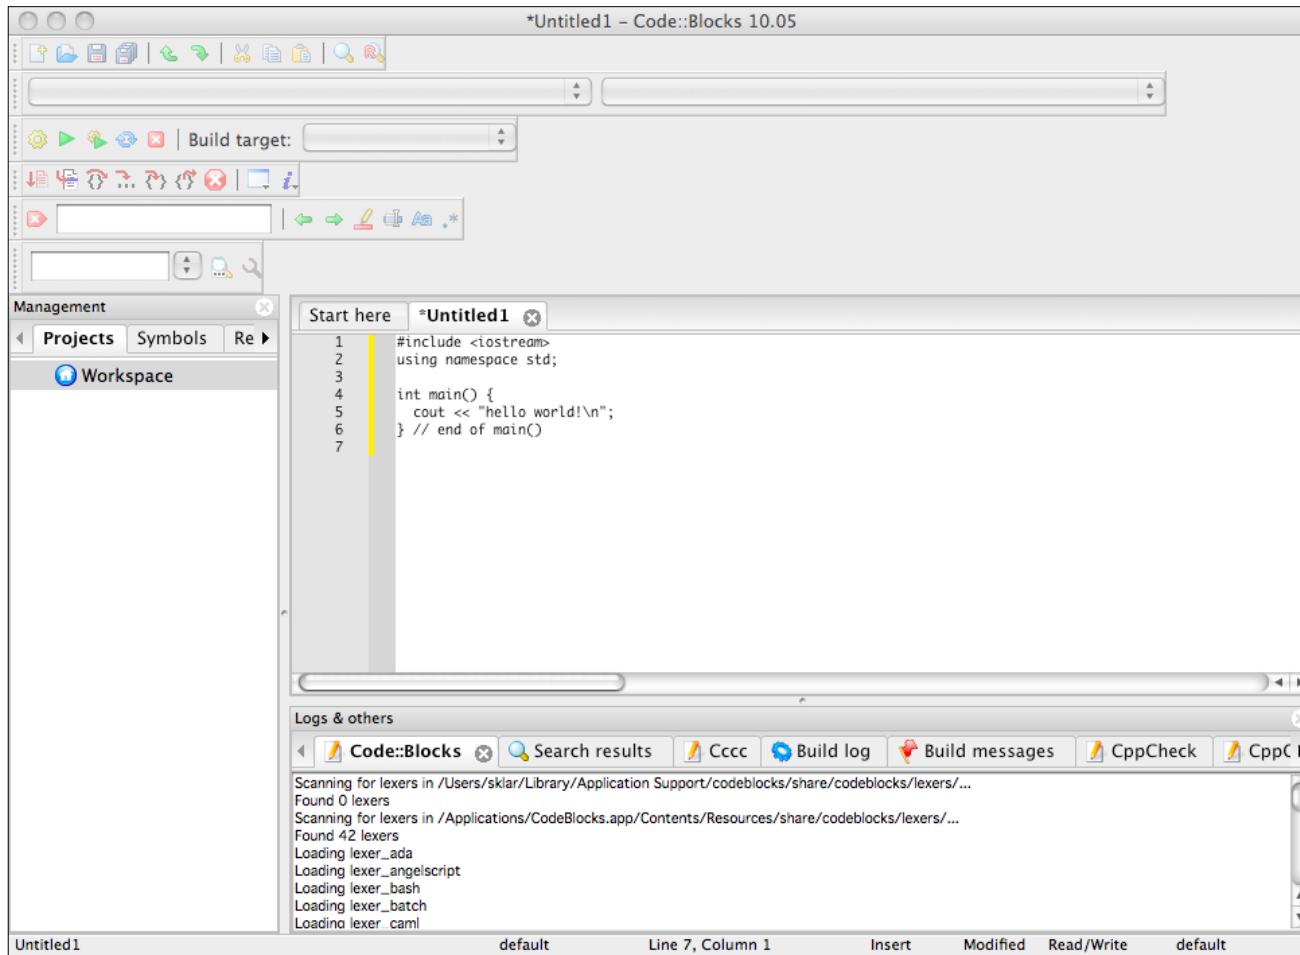 *Untitled1 – Code::Blocks 10.05
Build target:
Management
Projects Symbols Re
Workspace
Start here *Untitled1
1 #include <iostream>
2 using namespace std;
3
4 int main() {
5 cout << "hello world!\n";
6 } // end of main()
7
Logs & others
Code::Blocks Search results Cccc Build log Build messages CppCheck CppC
Scanning for lexers in /Users/sklar/Library/Application Support/codeblocks/share/codeblocks/lexers/...
Found 0 lexers
Scanning for lexers in /Applications/CodeBlocks.app/Contents/Resources/share/codeblocks/lexers/...
Found 42 lexers
Loading lexer_ada
Loading lexer_angelscript
Loading lexer_bash
Loading lexer_batch
Loading lexer_caml
Untitled1 default Line 7, Column 1 Insert Modified Read/Write default